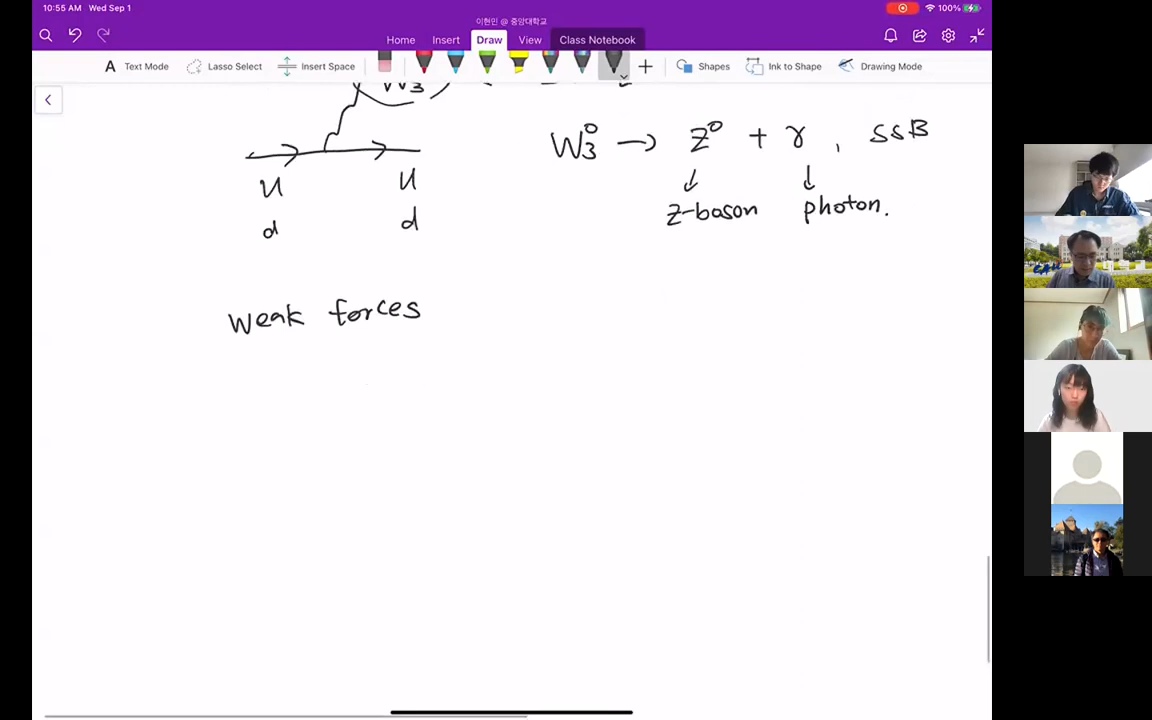 10:55 AM Wed Sep 1
100%
이현민 @ 중앙대학교
Home Insert Draw View Class Notebook
A Text Mode Lasso Select Insert Space Shapes Ink to Shape Drawing Mode
W₃
W₃⁰ → Z⁰ + γ , SSB
u u
Z-boson photon.
d d
weak forces